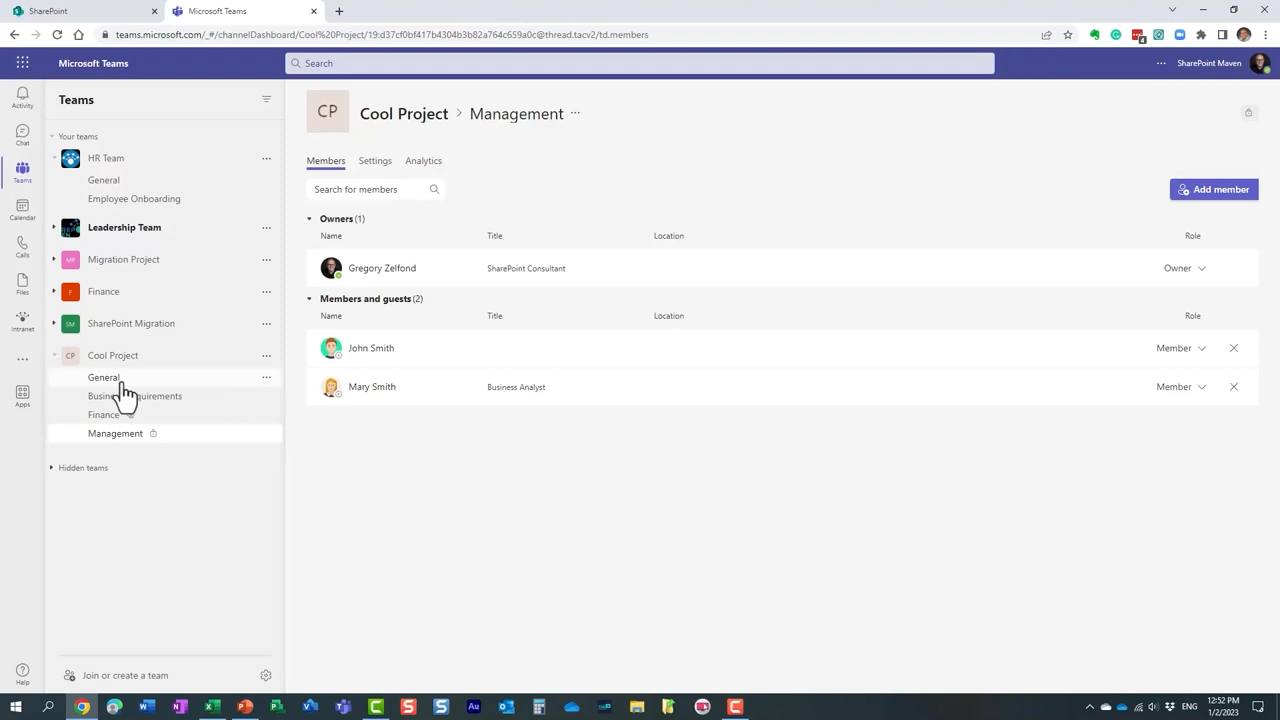 SharePoint
Microsoft Teams
teams.microsoft.com/_#/channelDashboard/Cool%20Project/19:d37cf0bf417b4304b3b82a764c659a0c@thread.tacv2/td.members
4
Microsoft Teams
Search
SharePoint Maven
Activity
Chat
Teams
Calendar
Calls
Files
Intranet
Apps
Help
Teams
Your teams
HR Team
General
Employee Onboarding
Leadership Team
MP Migration Project
F Finance
SM SharePoint Migration
CP Cool Project
General
Finance
Management
Hidden teams
Join or create a team
CP Cool Project > Management ...
Members Settings Analytics
Search for members
Add member
Owners (1)
Name Title Location Role
Gregory Zelfond SharePoint Consultant Owner
Members and guests (2)
Name Title Location Role
John Smith Member
Mary Smith Business Analyst Member
ENG
12:52 PM
1/2/2023